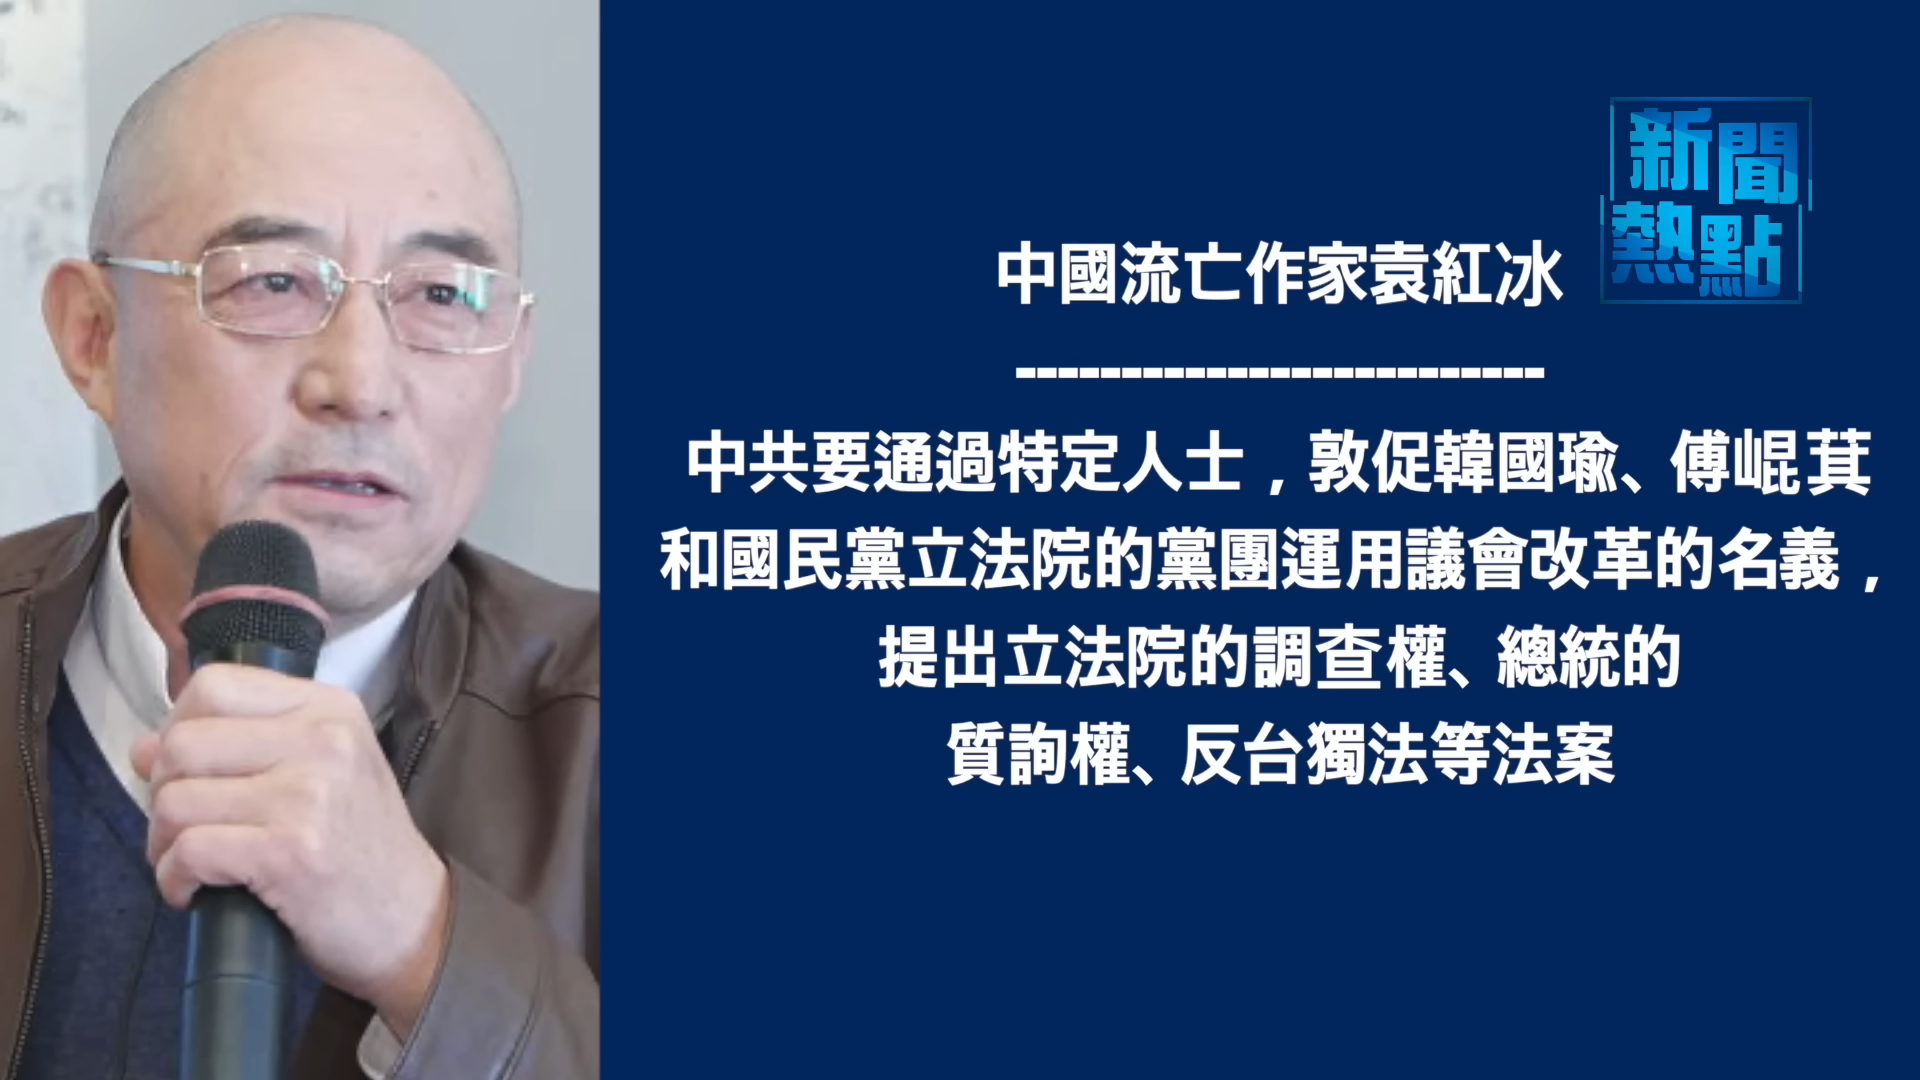 新聞
熱點
中國流亡作家袁紅冰
-------------------------
中共要通過特定人士，敦促韓國瑜、傅崐萁
和國民黨立法院的黨團運用議會改革的名義，
提出立法院的調查權、總統的
質詢權、反台獨法等法案